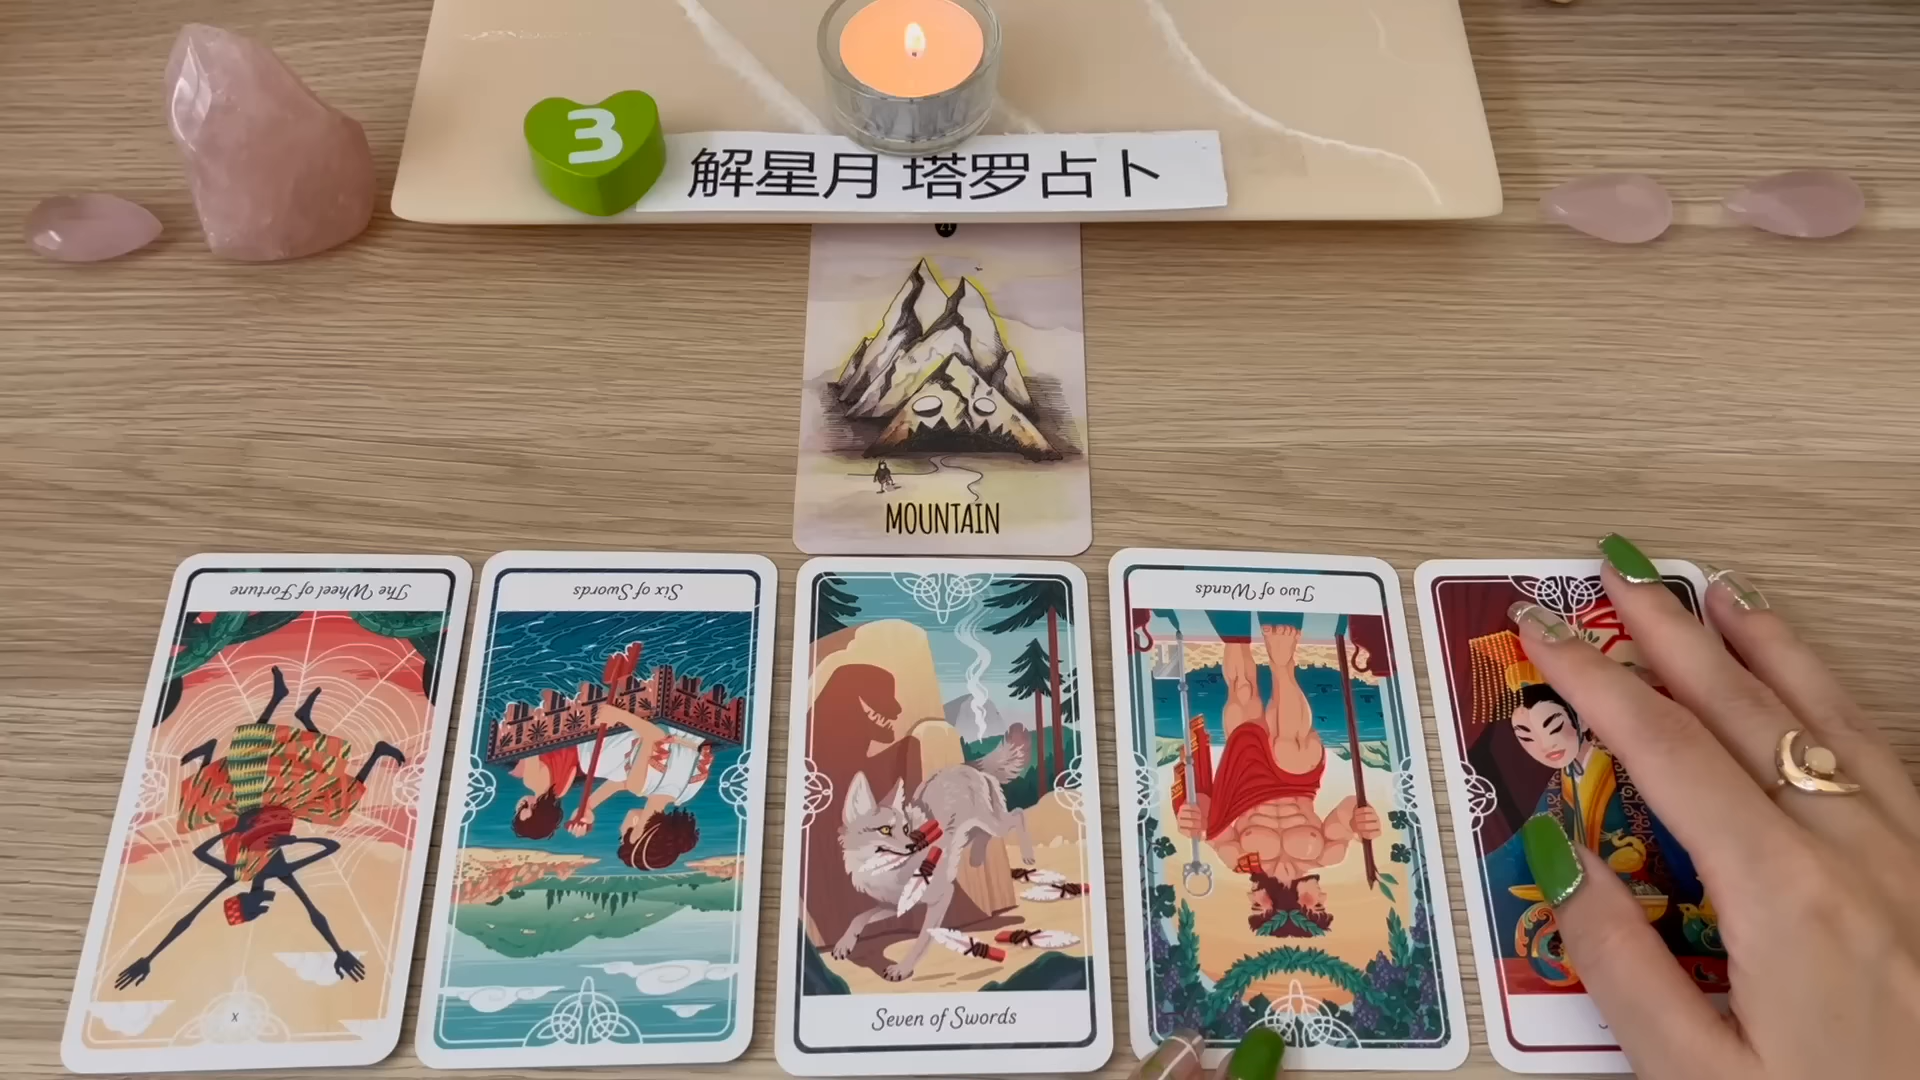 3
解星月 塔罗占卜
21
MOUNTAIN
The Wheel of Fortune
X
Six of Swords
Seven of Swords
Two of Wands